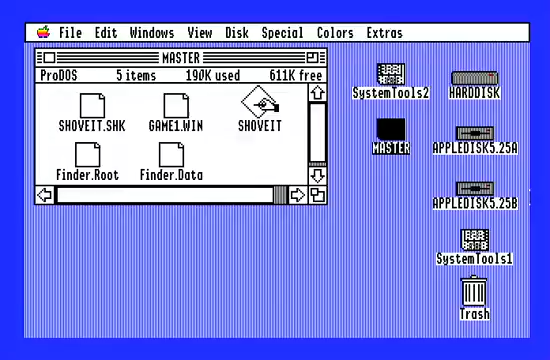 File Edit Windows View Disk Special Colors Extras
MASTER
ProDOS 5 items 190K used 611K free
SHOVEIT.SHK GAME1.WIN SHOVEIT
Finder.Root Finder.Data
SystemTools2 HARDDISK
MASTER APPLEDISK5.25A
APPLEDISK5.25B
SystemTools1
Trash